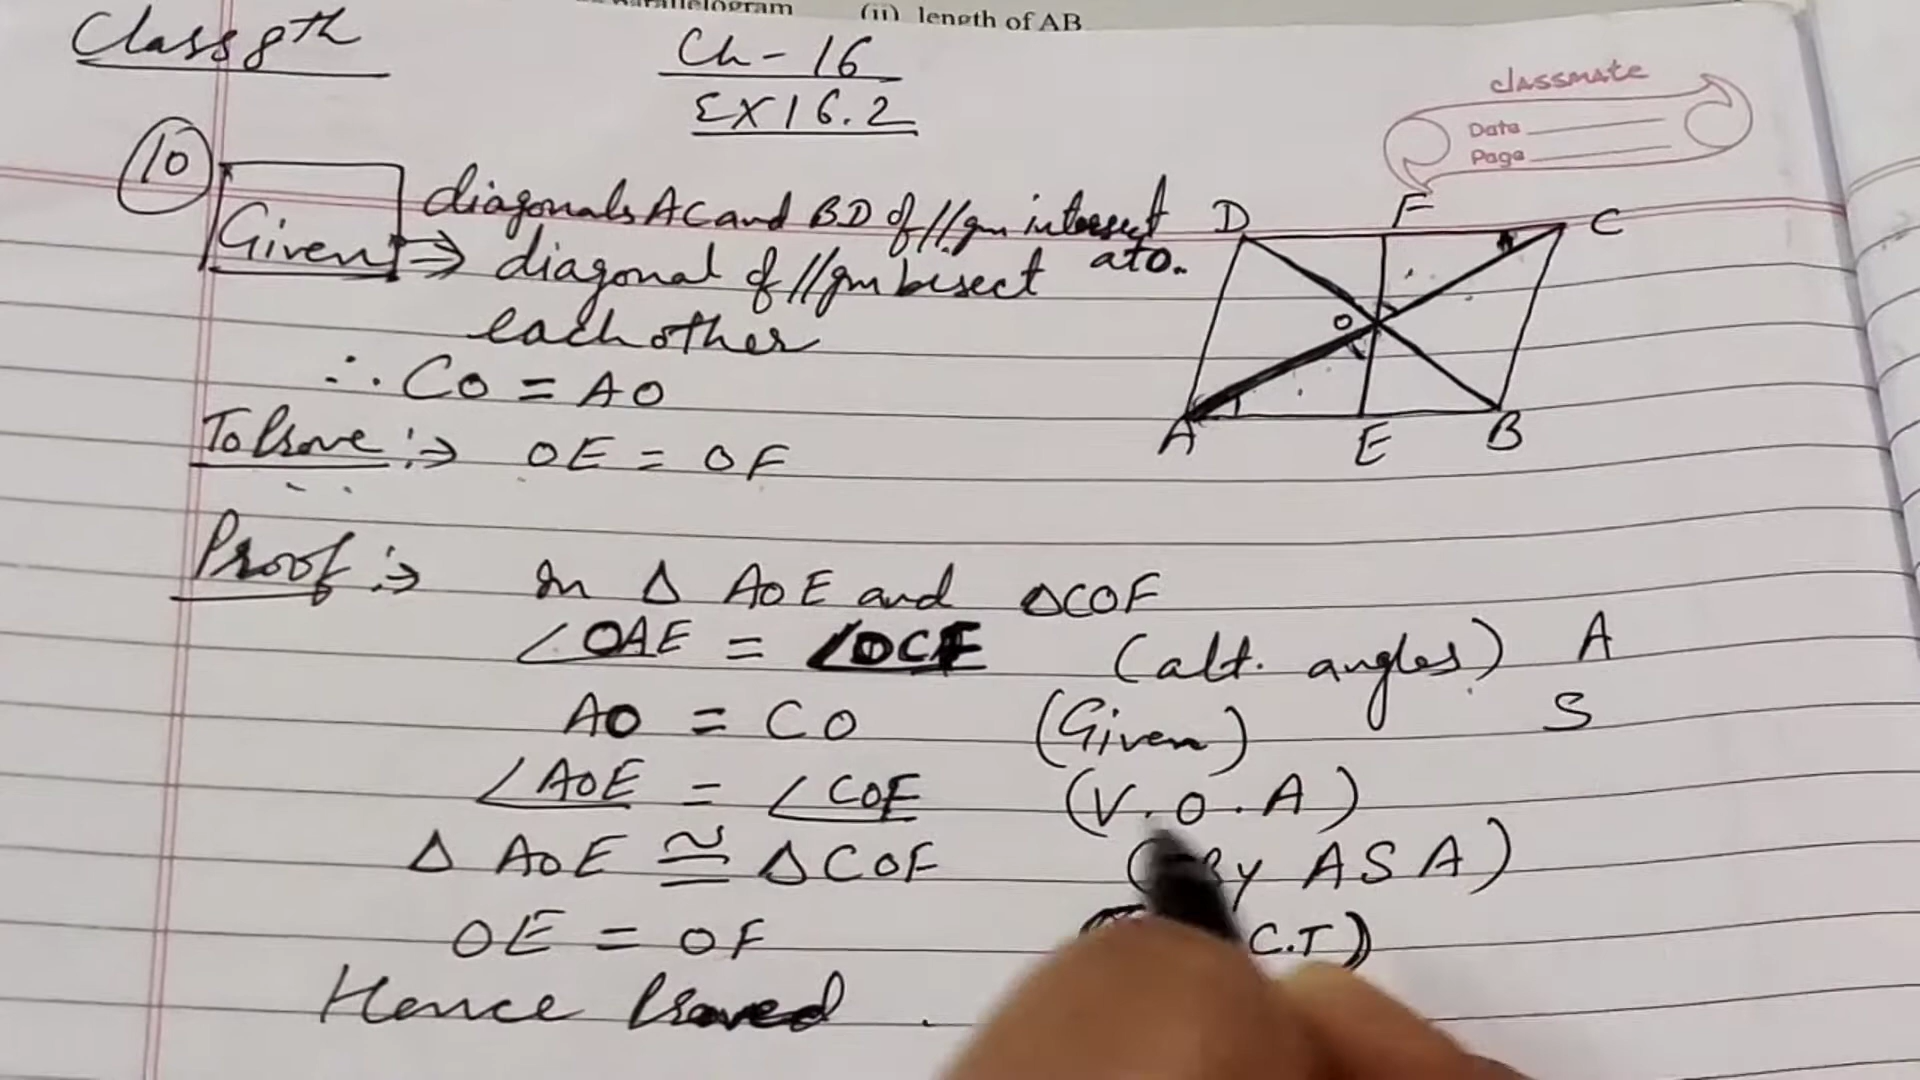 (ii) length of AB
Class 8th
Ch - 16
EX 16.2
classmate
Date
Page
(10)
Given ⇒ diagonals AC and BD of //gm intersect at O.
diagonal of //gm bisect
each other
∴ CO = AO
To Prove :→ OE = OF
D F C
O
A E B
Proof :→ In Δ AOE and ΔCOF
∠OAE = ∠OCF (alt. angles) A
AO = CO (Given) S
∠AOE = ∠COF (V.O.A)
Δ AOE ≅ ΔCOF (By ASA)
OE = OF C.T)
Hence Proved.